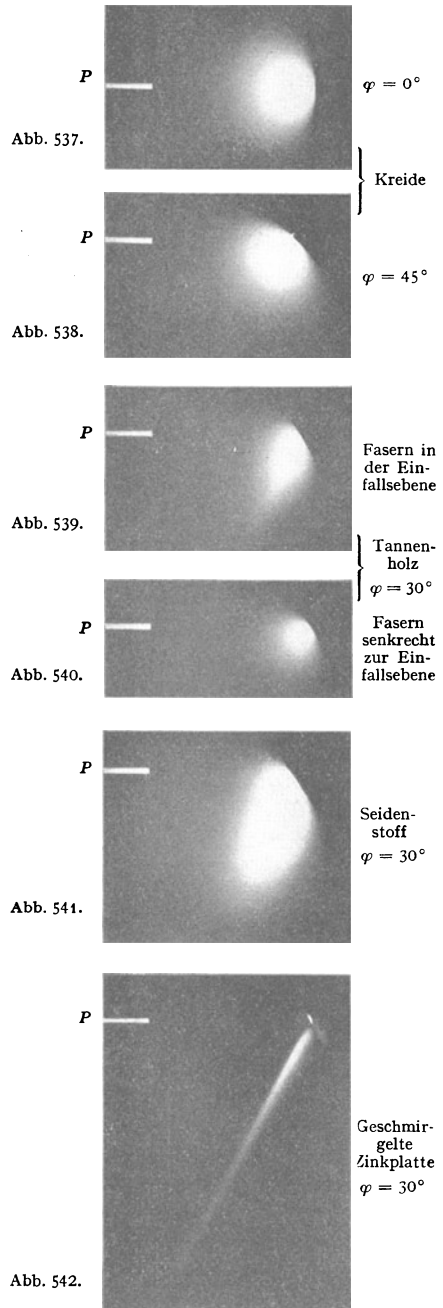 P
φ = 0°
Abb. 537.
} Kreide
P
φ = 45°
Abb. 538.
P
Fasern in
der Ein-
fallsebene
Abb. 539.
} Tannen-
holz
φ = 30°
P
Fasern
senkrecht
zur Ein-
fallsebene
Abb. 540.
P
Seiden-
stoff
φ = 30°
Abb. 541.
P
Geschmir-
gelte
Zinkplatte
φ = 30°
Abb. 542.